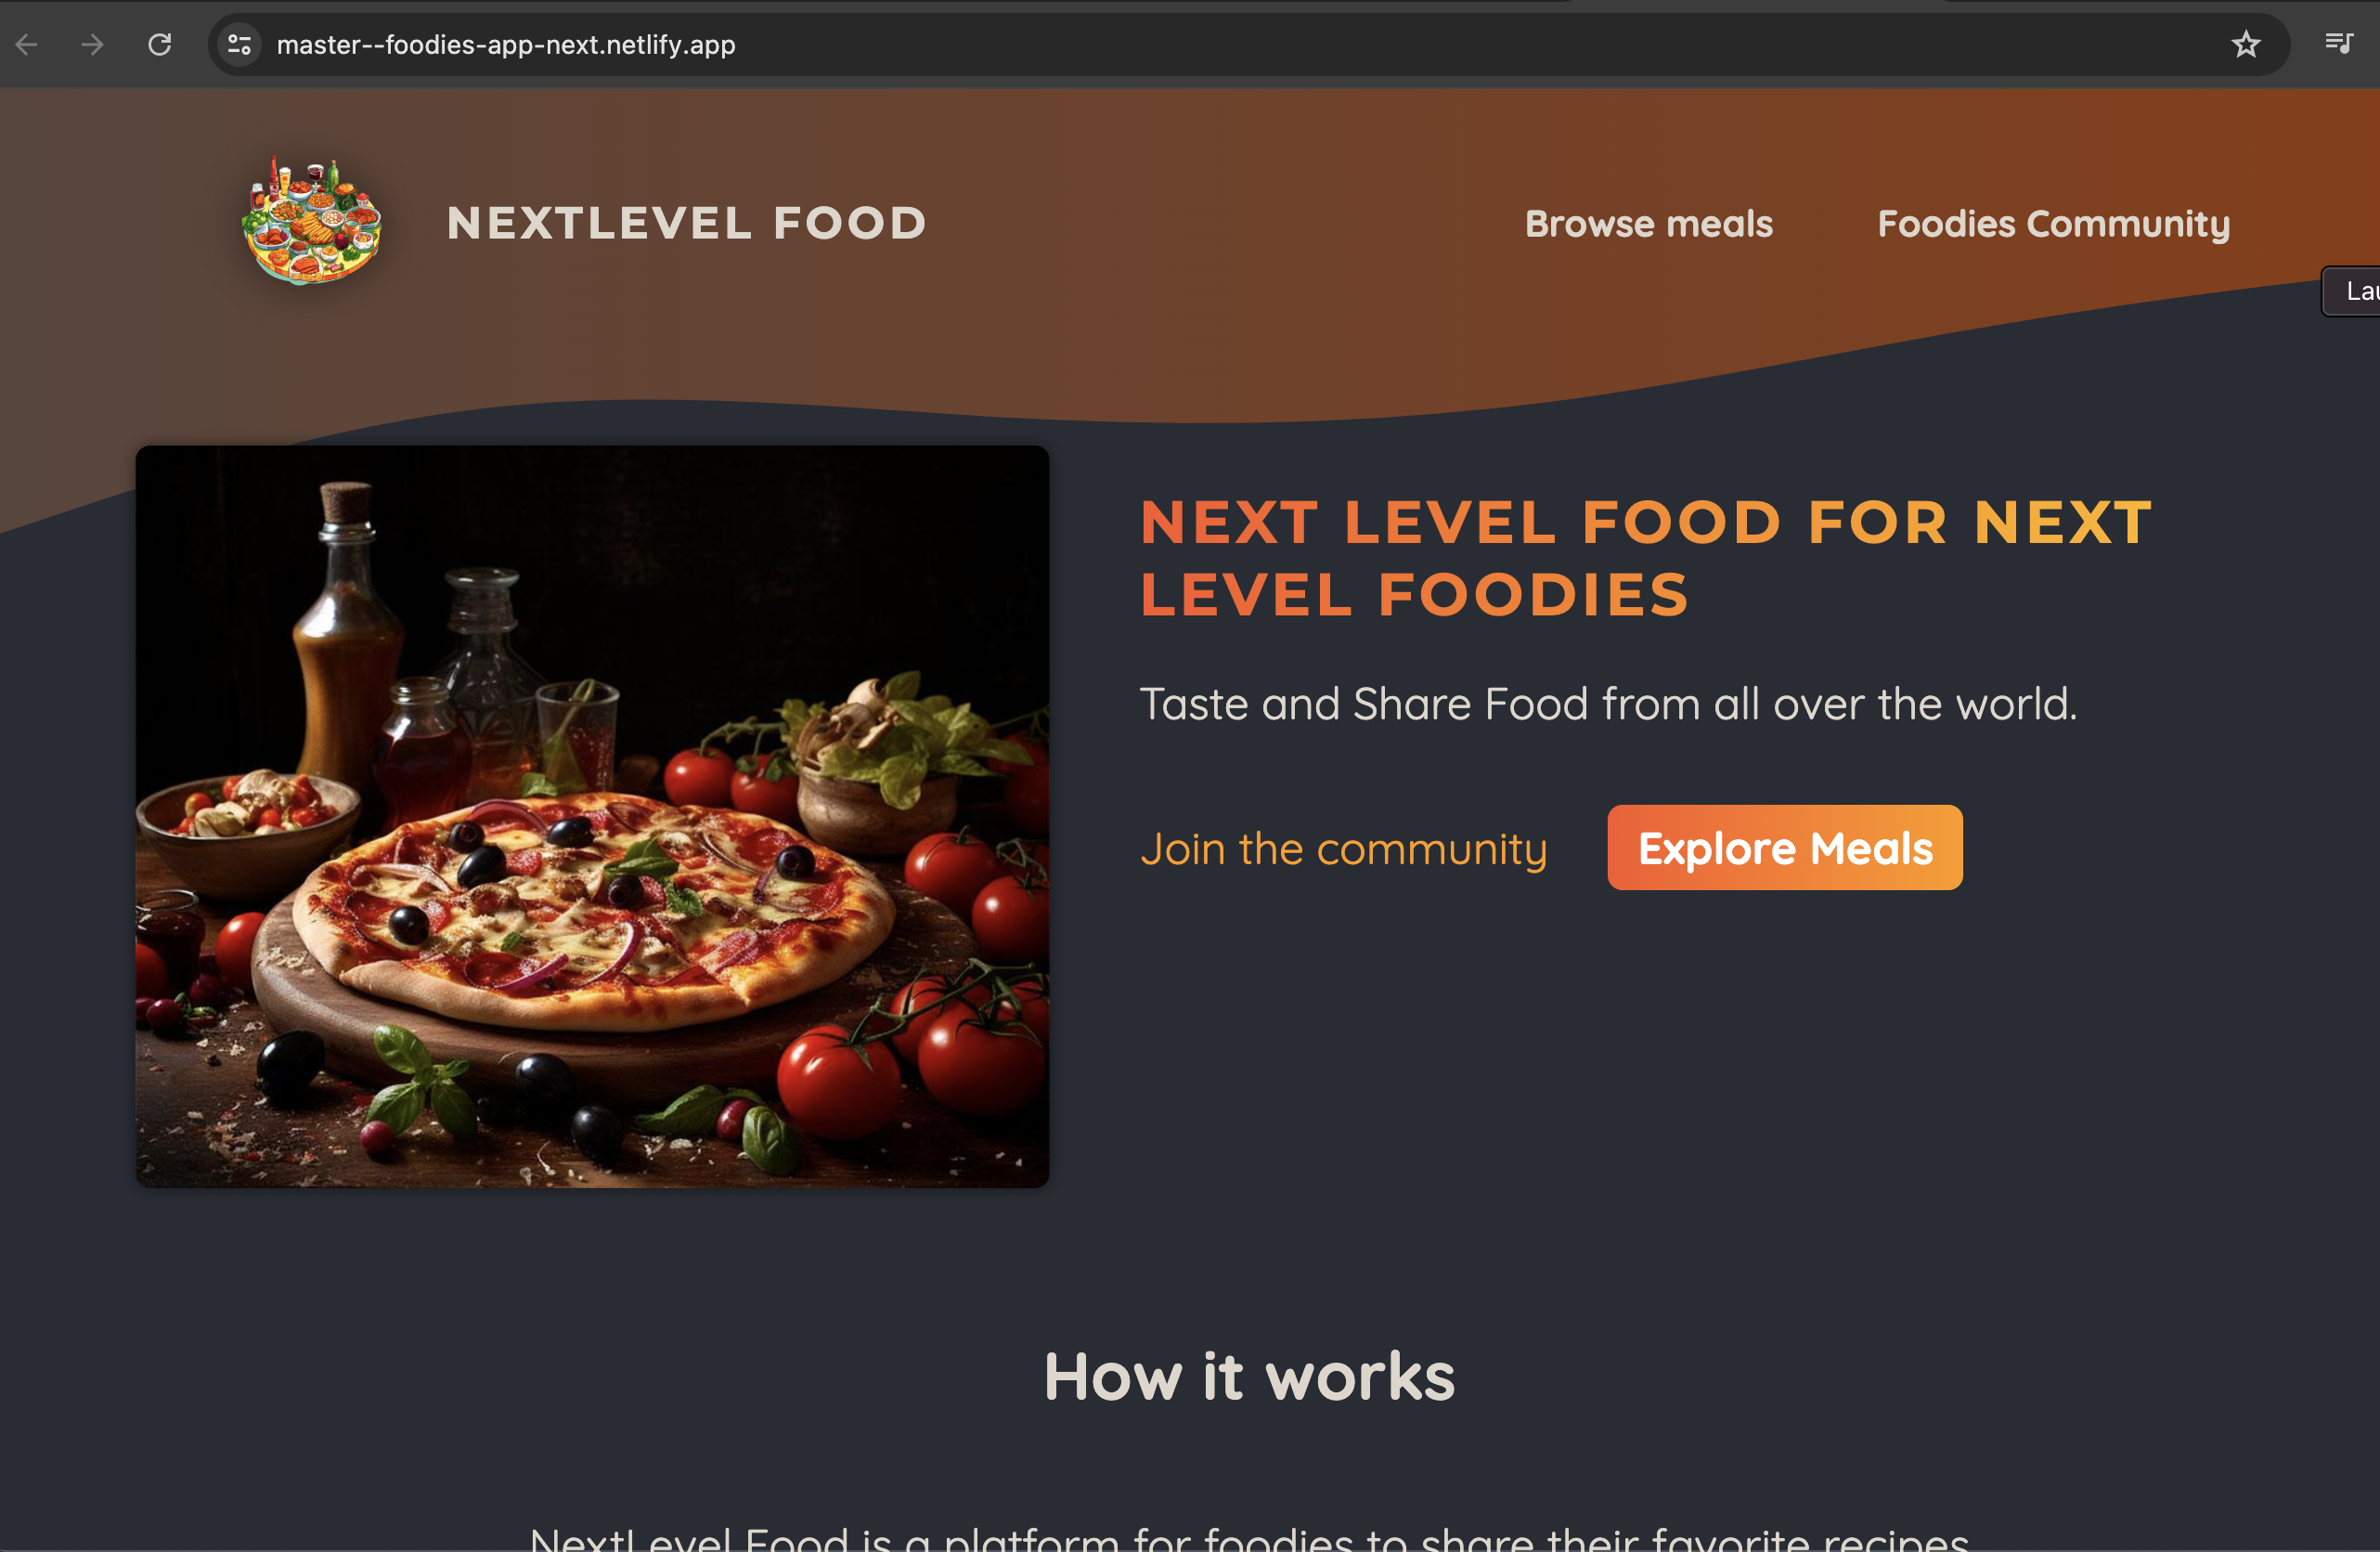 master--foodies-app-next.netlify.app
NEXTLEVEL FOOD
Browse meals
Foodies Community
NEXT LEVEL FOOD FOR NEXT
LEVEL FOODIES
Taste and Share Food from all over the world.
Join the community
Explore Meals
How it works
NextLevel Food is a platform for foodies to share their favorite recipes